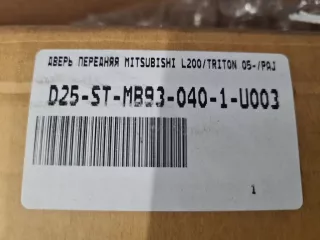 ДВЕРЬ ПЕРЕДНЯЯ MITSUBISHI L200/TRITON 05-/PAJ
D25-ST-MB93-040-1-U003
1